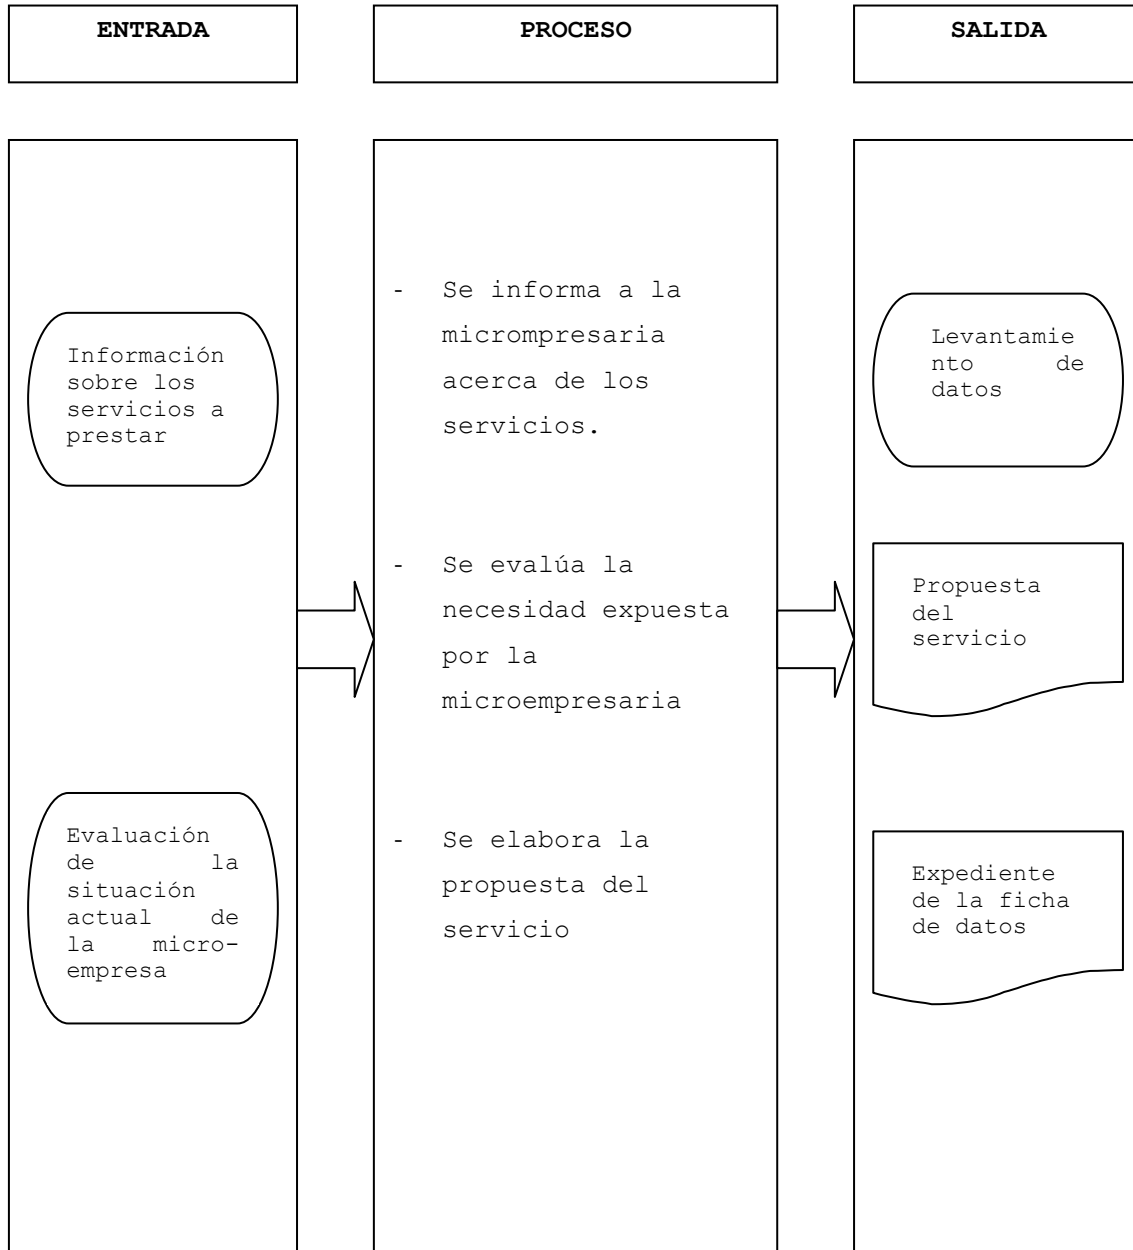 ENTRADA
PROCESO
SALIDA
Información
sobre los
servicios a
prestar
Evaluación
de la
situación
actual de
la micro-
empresa
- Se informa a la
micrompresaria
acerca de los
servicios.
- Se evalúa la
necesidad expuesta
por la
microempresaria
- Se elabora la
propuesta del
servicio
Levantamie
nto de
datos
Propuesta
del
servicio
Expediente
de la ficha
de datos